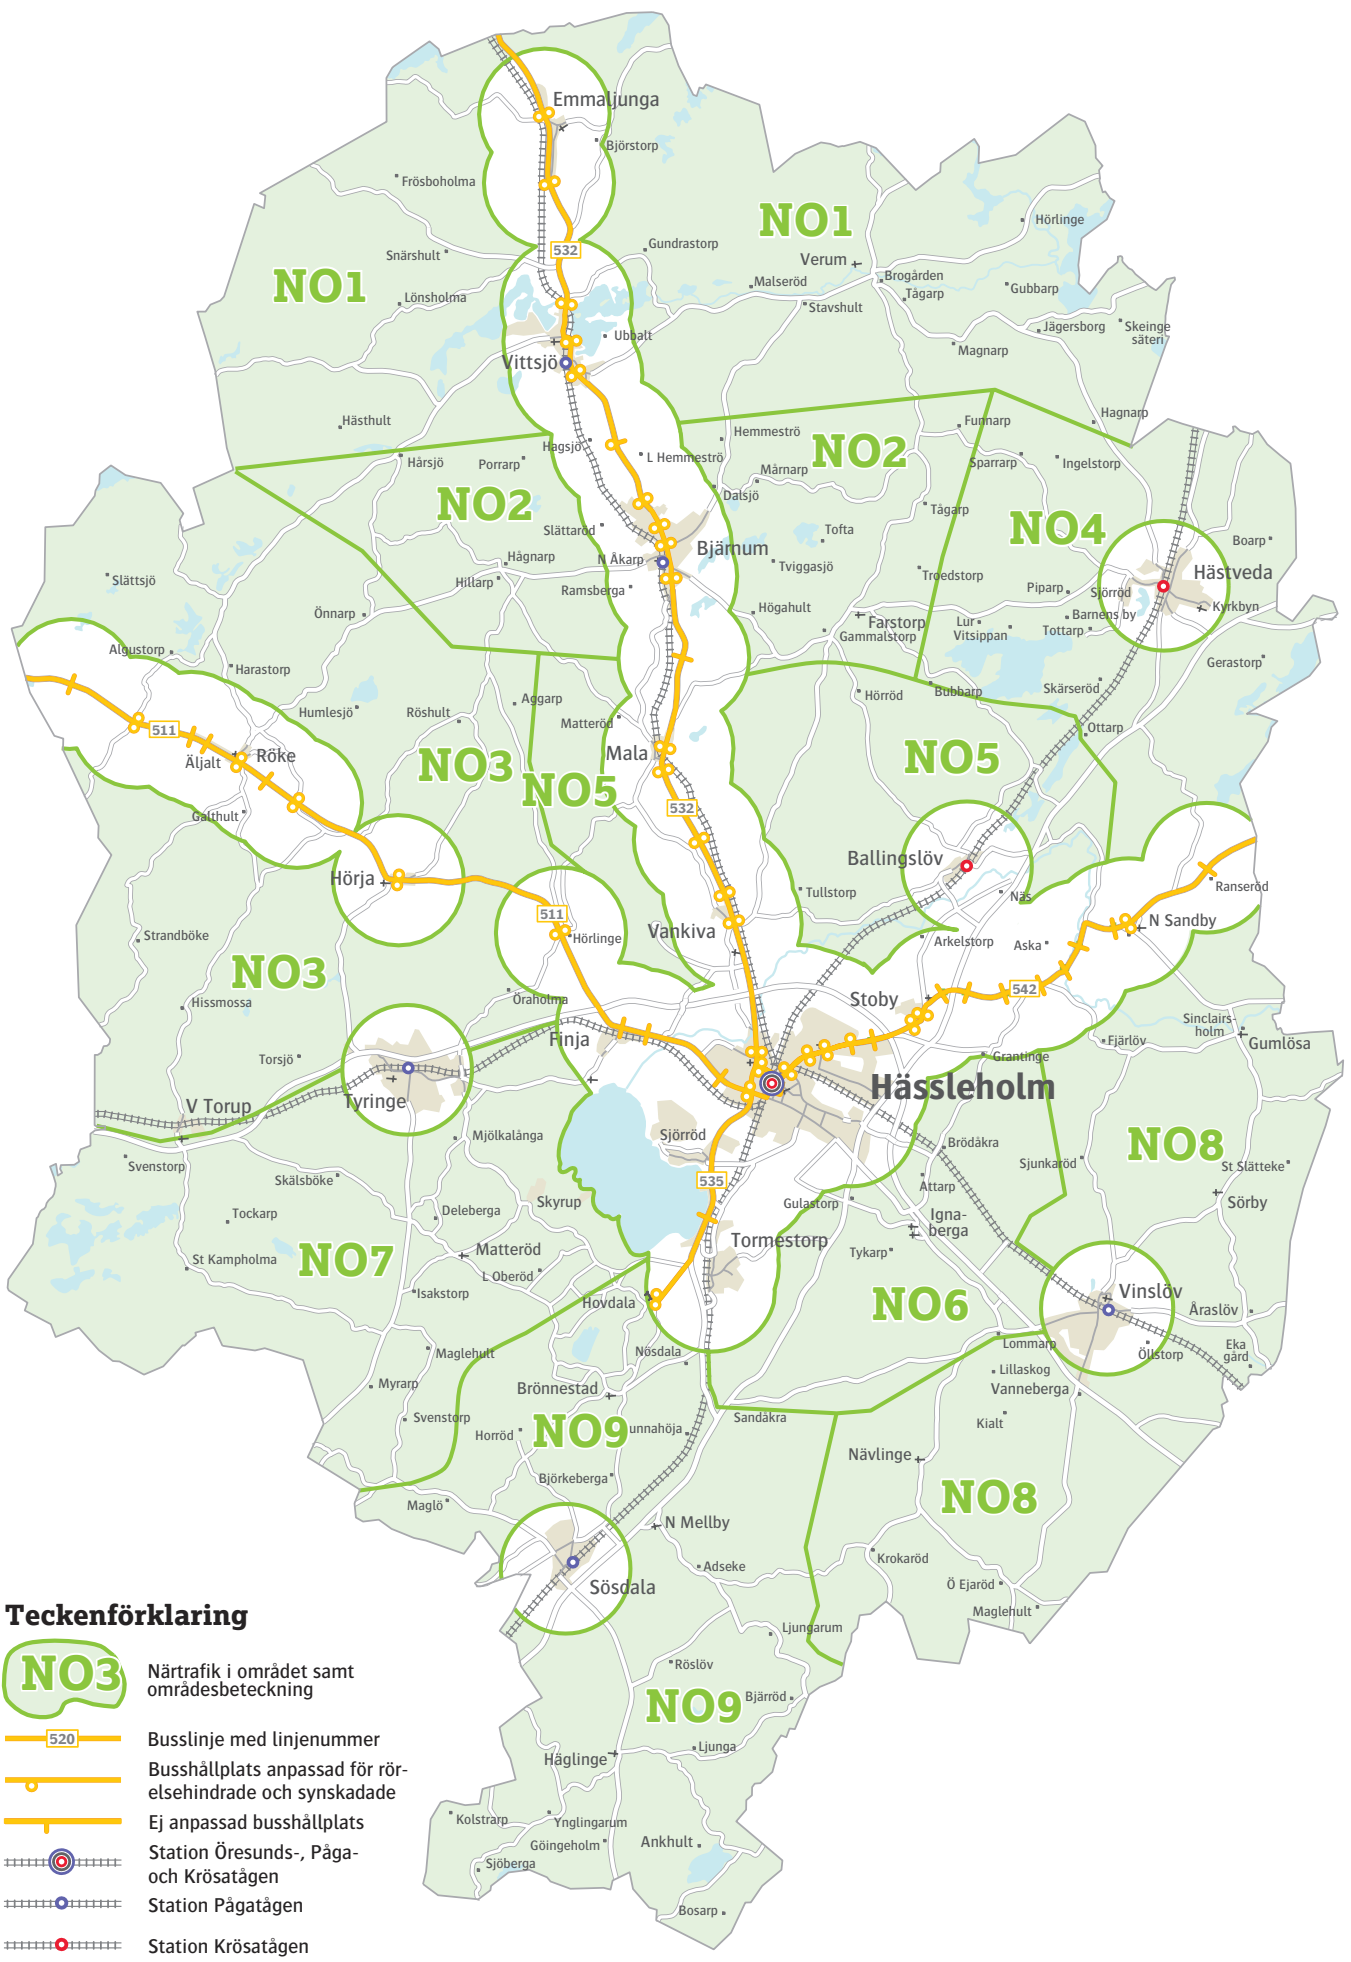 Emmaljunga
Björstorp
Frösboholma
NO1
Hörlinge
Gundrastorp
532
Snärshult
Verum
NO1
Brogården
Malseröd
Gubbarp
Lönsholma
Tågarp
Stavshult
Jägersborg
Skeinge
säteri
Ubbalt
Magnarp
Vittsjö
Hästhult
Hagnarp
Funnarp
Hemmeströ
NO2
Hagsjö
L Hemmeströ
Hårsjö
Porrarp
Mårnarp
Sparrarp
Ingelstorp
Dalsjö
NO2
Tågarp
NO4
Slättaröd
Tofta
Boarp
Bjärnum
Hågnarp
N Åkarp
Tviggasjö
Hästveda
Slättsjö
Hillarp
Ramsberga
Troedstorp
Piparp
Sjörröd
Högahult
Kyrkbyn
Önnarp
Farstorp
Barnens by
Lur
Vitsippan
Tottarp
Gammalstorp
Algustorp
Gerastorp
Harastorp
Aggarp
Hörröd
Bubbarp
Skärseröd
Humlesjö
Röshult
Matteröd
Ottarp
511
Röke
Äljalt
Mala
NO3
NO5
NO5
532
Galthult
Ballingslöv
Hörja
Tullstorp
Näs
Ranseröd
511
N Sandby
Strandböke
Hörlinge
Vankiva
Arkelstorp
Aska
NO3
542
Hissmossa
Öraholma
Stoby
Sinclairs-
holm
Finja
Fjärlöv
Gumlösa
Torsjö
Grantinge
Hässleholm
Tyringe
V Torup
Mjölkalånga
Sjörröd
Brödåkra
NO8
Svenstorp
Sjunkaröd
St Slätteke
Skälsböke
535
Attarp
Skyrup
Gulastorp
Sörby
Tockarp
Deleberga
Igna-
berga
Tormestorp
NO7
Matteröd
Tykarp
St Kampholma
L Oberöd
Isakstorp
Vinslöv
Hovdala
NO6
Åraslöv
Lommarp
Maglehult
Nösdala
Öllstorp
Eka
gård
Lillaskog
Myrarp
Brönnestad
Vanneberga
Svenstorp
Sandåkra
Kialt
Horröd
NO9
unnahöja
Nävlinge
Björkeberga
NO8
Maglö
N Mellby
Krokaröd
Adseke
Sösdala
Ö Ejaröd
Maglehult
Ljungarum
Röslöv
NO9
Bjärröd
Ljunga
Häglinge
Kolstrarp
Ynglingarum
Göingeholm
Ankhult
Sjöberga
Bosarp
Teckenförklaring
NO3
Närtrafik i området samt
områdesbeteckning
520
Busslinje med linjenummer
Busshållplats anpassad för rör-
elsehindrade och synskadade
Ej anpassad busshållplats
Station Öresunds-, Påga-
och Krösatågen
Station Pågatågen
Station Krösatågen